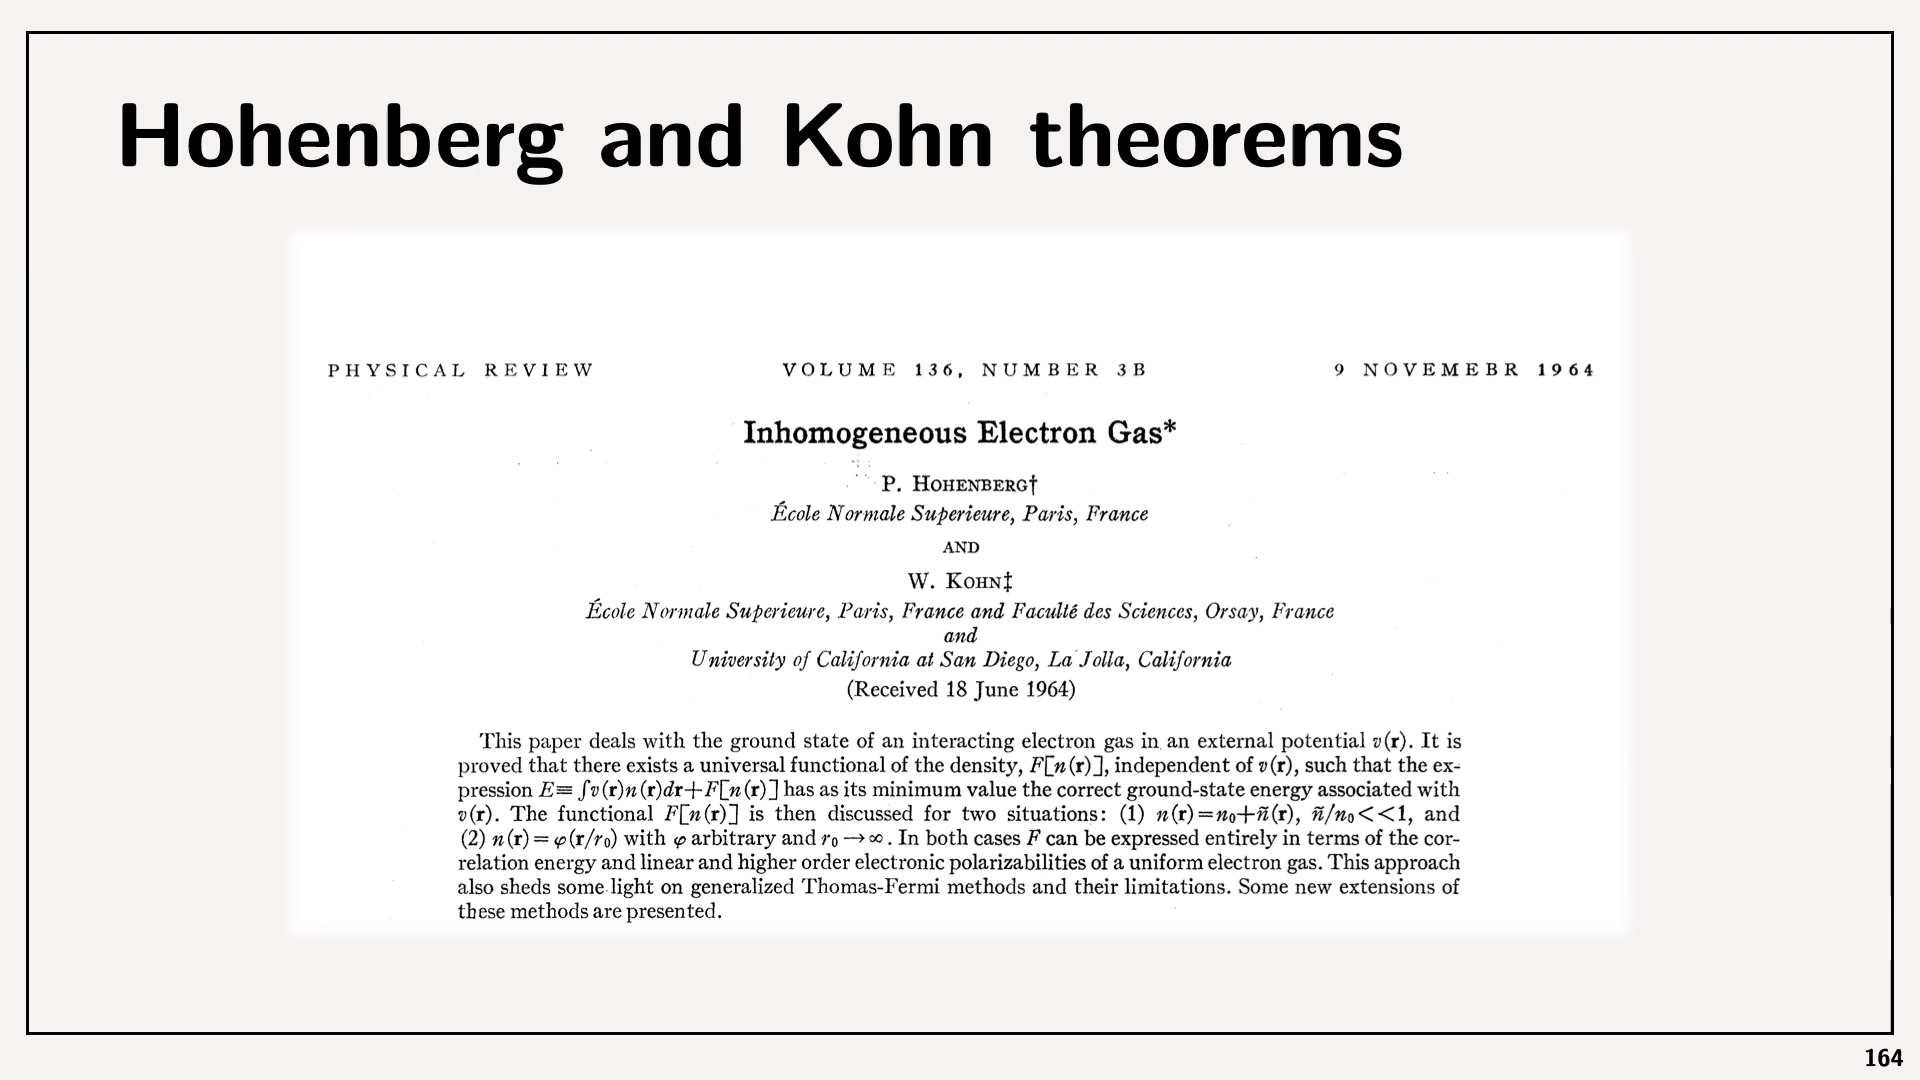 Hohenberg and Kohn theorems
PHYSICAL REVIEW VOLUME 136, NUMBER 3B 9 NOVEMEBR 1964
Inhomogeneous Electron Gas*
P. HOHENBERG†
École Normale Superieure, Paris, France
AND
W. KOHN‡
École Normale Superieure, Paris, France and Faculté des Sciences, Orsay, France
and
University of California at San Diego, La Jolla, California
(Received 18 June 1964)
This paper deals with the ground state of an interacting electron gas in an external potential v(r). It is
proved that there exists a universal functional of the density, F[n(r)], independent of v(r), such that the ex-
pression E≡∫v(r)n(r)dr+F[n(r)] has as its minimum value the correct ground-state energy associated with
v(r). The functional F[n(r)] is then discussed for two situations: (1) n(r)=n₀+ñ(r), ñ/n₀<<1, and
(2) n(r)=φ(r/r₀) with φ arbitrary and r₀→∞. In both cases F can be expressed entirely in terms of the cor-
relation energy and linear and higher order electronic polarizabilities of a uniform electron gas. This approach
also sheds some light on generalized Thomas-Fermi methods and their limitations. Some new extensions of
these methods are presented.
164